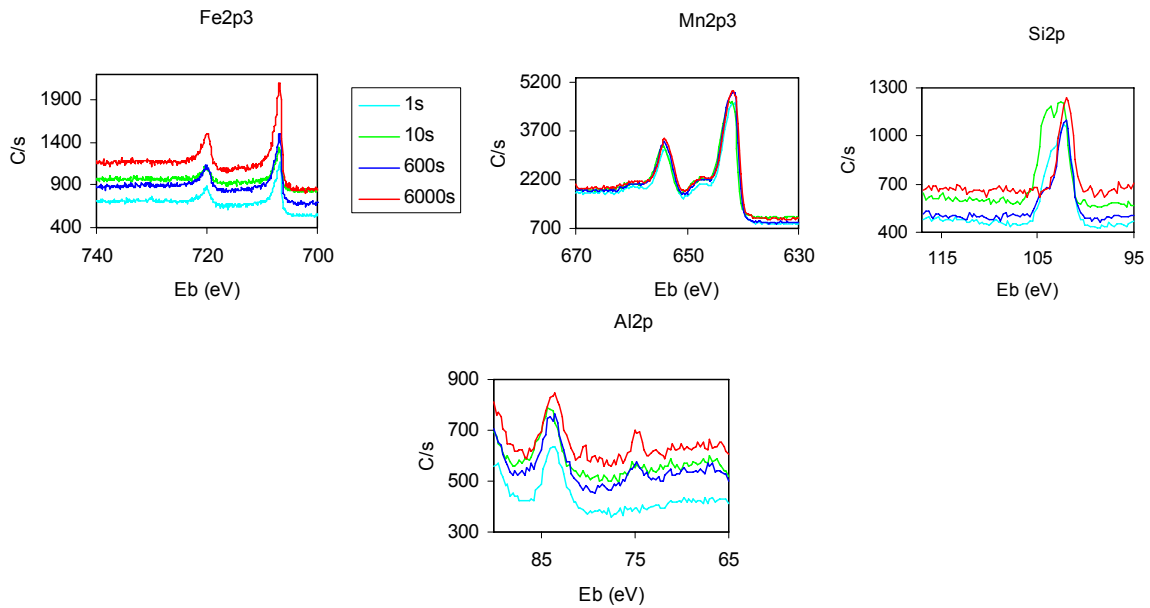 Fe2p3
C/s
1900
1400
900
400
740
720
700
Eb (eV)
1s
10s
600s
6000s
Mn2p3
C/s
5200
3700
2200
700
670
650
630
Eb (eV)
Si2p
C/s
1300
1000
700
400
115
105
95
Eb (eV)
Al2p
C/s
900
700
500
300
85
75
65
Eb (eV)